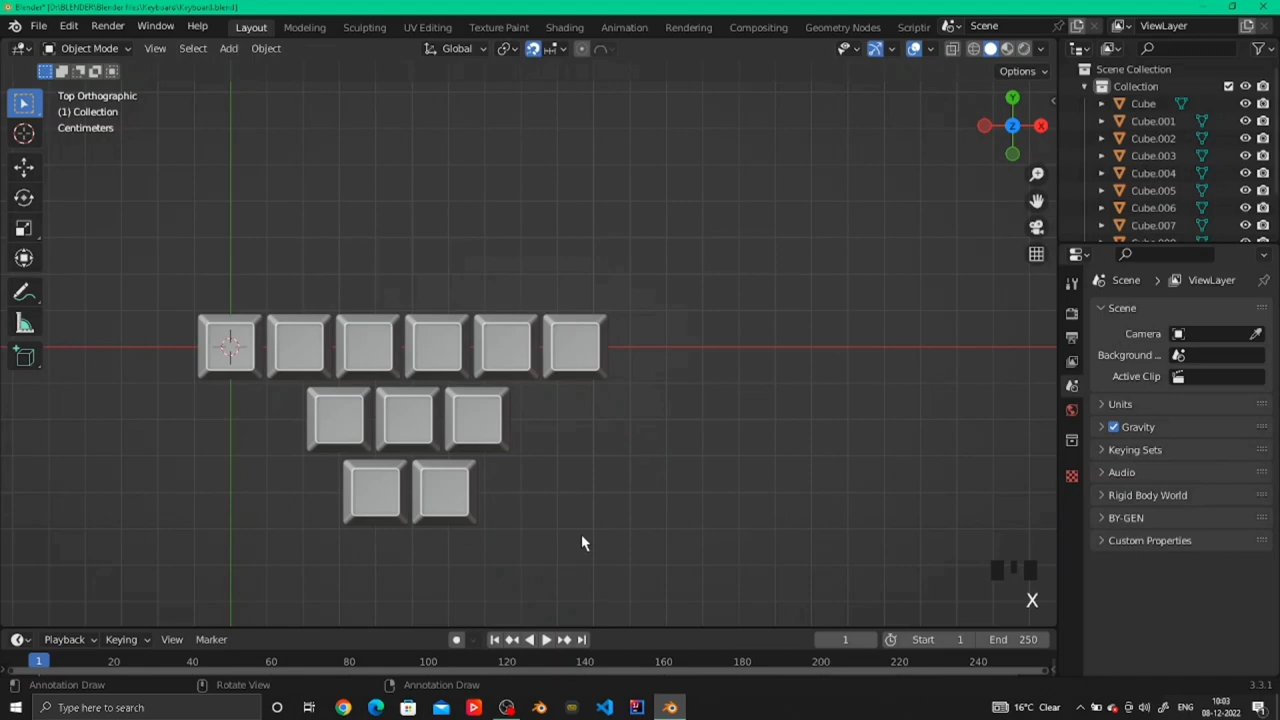 Blender* [D:\BLENDER\Blender files\Keyboard\Keyboard.blend]
File Edit Render Window Help Layout Modeling Sculpting UV Editing Texture Paint Shading Animation Rendering Compositing Geometry Nodes Scriptir Scene ViewLayer
Object Mode View Select Add Object Global
Options
Top Orthographic
(1) Collection
Centimeters
Y
Z
X
Scene Collection
Collection
Cube
Cube.001
Cube.002
Cube.003
Cube.004
Cube.005
Cube.006
Cube.007
Scene ViewLayer
Scene
Camera
Background ...
Active Clip
Units
Gravity
Keying Sets
Audio
Rigid Body World
BY-GEN
Custom Properties
X
Playback Keying View Marker 1 Start 1 End 250
1 20 40 60 80 100 120 140 160 180 200 220 240
Annotation Draw Rotate View Annotation Draw 3.3.1
Type here to search 16°C Clear 10:03
08-12-2022